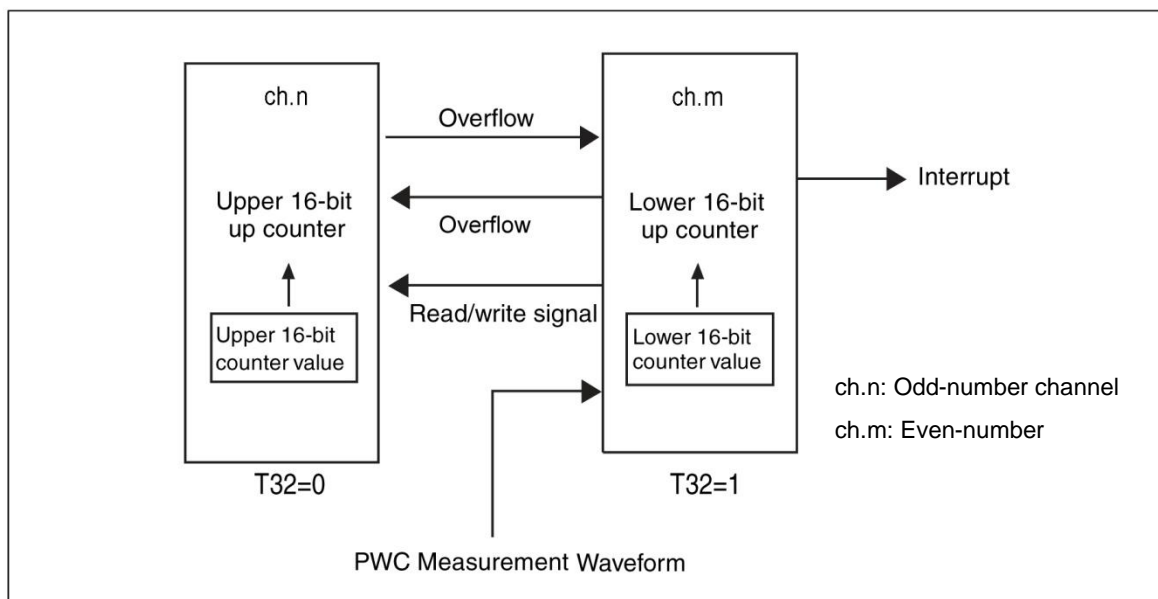 ch.n
Upper 16-bit
up counter
Upper 16-bit
counter value
T32=0
Overflow
Overflow
Read/write signal
ch.m
Lower 16-bit
up counter
Lower 16-bit
counter value
T32=1
Interrupt
PWC Measurement Waveform
ch.n: Odd-number channel
ch.m: Even-number